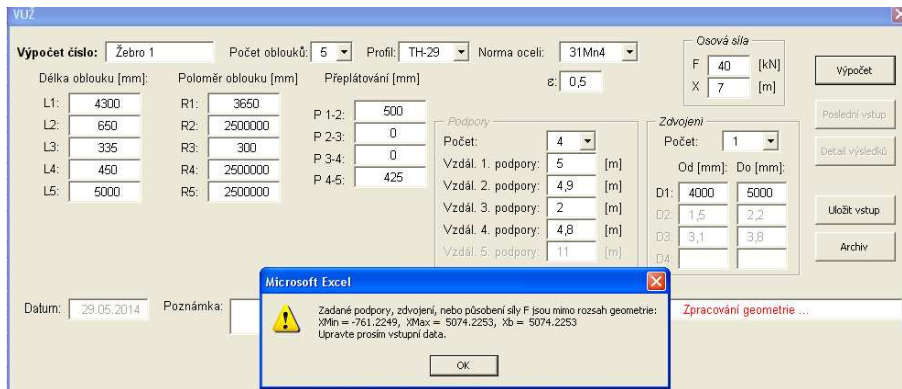 VUŽ
Výpočet číslo: Žebro 1 Počet oblouků: 5 Profil: TH-29 Norma oceli: 31Mn4
Osová síla
F 40 [kN]
X 7 [m]
Výpočet
Délka oblouku [mm]: Poloměr oblouku [mm] Přeplátování [mm] ε: 0,5
L1: 4300 R1: 3650 P 1-2: 500
L2: 650 R2: 2500000 P 2-3: 0
L3: 335 R3: 300 P 3-4: 0
L4: 450 R4: 2500000 P 4-5: 425
L5: 5000 R5: 2500000
Podpory
Počet: 4
Vzdál. 1. podpory: 5 [m]
Vzdál. 2. podpory: 4,9 [m]
Vzdál. 3. podpory: 2 [m]
Vzdál. 4. podpory: 4,8 [m]
Vzdál. 5. podpory: 11 [m]
Zdvojení
Počet: 1
Od [mm]: Do [mm]:
D1: 4000 5000
D2: 1,5 2,2
D3: 3,1 3,8
D4:
Poslední vstup
Detail výsledků
Uložit vstup
Archiv
Datum: 29.05.2014 Poznámka:
Zpracování geometrie ...
Microsoft Excel
Zadané podpory, zdvojení, nebo působení síly F jsou mimo rozsah geometrie:
XMin = -761.2249, XMax = 5074.2253, Xb = 5074.2253
Upravte prosím vstupní data.
OK